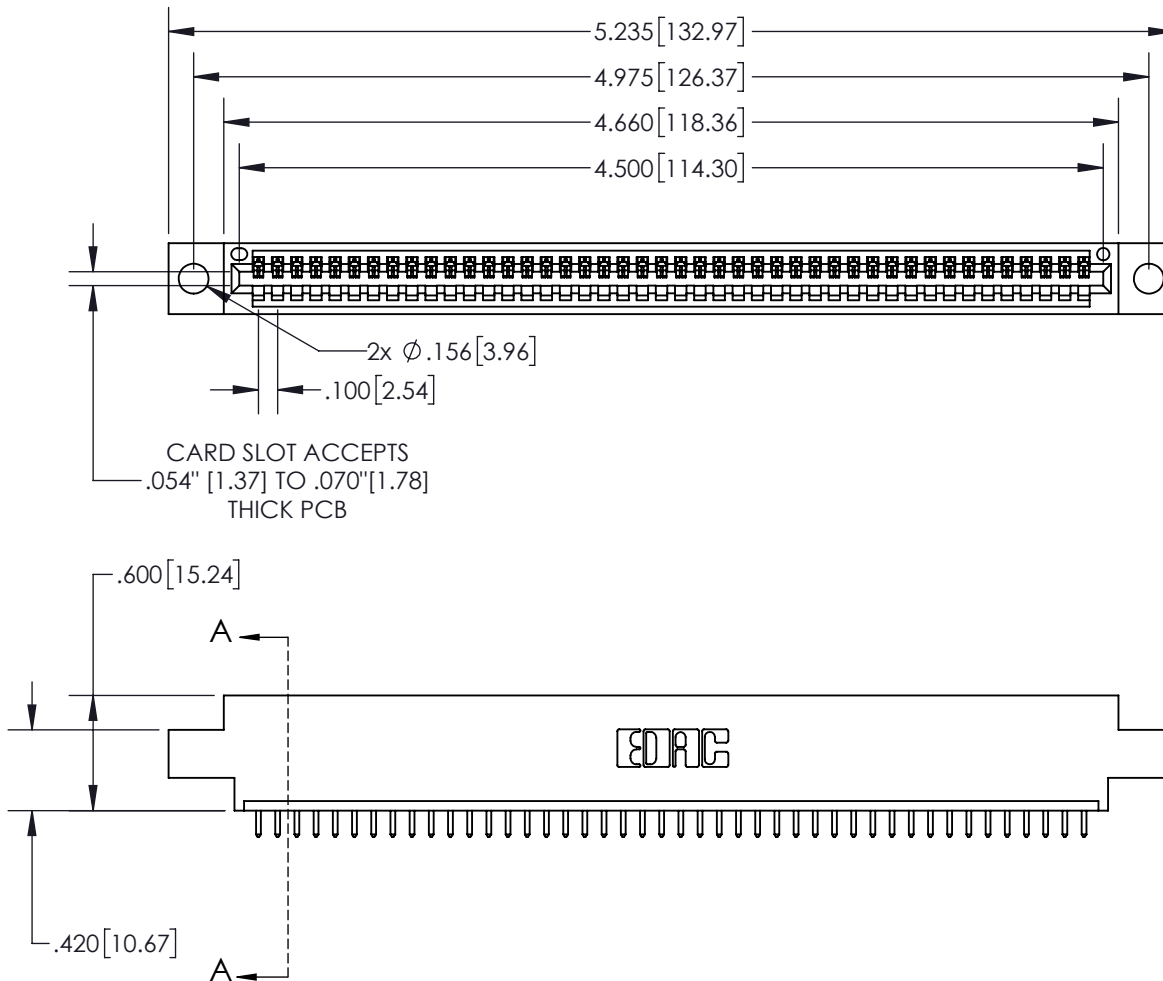 5.235[132.97]
4.975[126.37]
4.660[118.36]
4.500[114.30]
2x Ø.156[3.96]
.100[2.54]
CARD SLOT ACCEPTS
.054" [1.37] TO .070"[1.78]
THICK PCB
.600[15.24]
A
EDAC
.420[10.67]
A